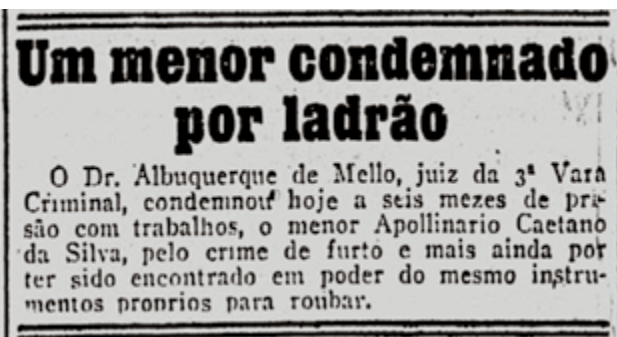 Um menor condemnado
por ladrão
O Dr. Albuquerque de Mello, juiz da 3ª Vara
Criminal, condemnou hoje a seis mezes de pri-
são com trabalhos, o menor Apollinario Caetano
da Silva, pelo crime de furto e mais ainda por
ter sido encontrado em poder do mesmo instru-
mentos proprios para roubar.